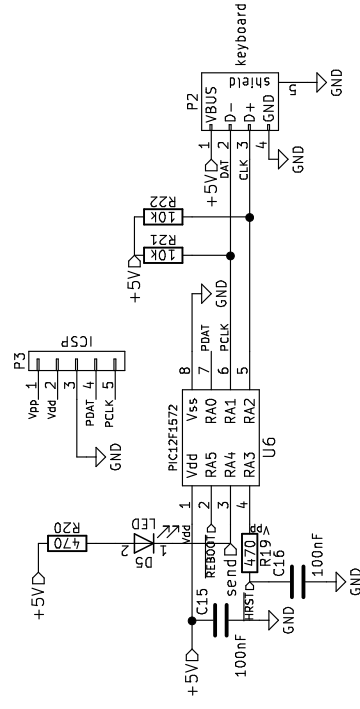 keyboard
P2
shield
VBUS
D-
D+
GND
1
2
3
4
5
GND
GND
+5V
DAT
CLK
R22
10k
R21
10k
+5V
P3
ICSP
Vpp
1
Vdd
2
3
PDAT
4
PCLK
5
GND
GND
PIC12F1572
U6
Vdd
Vss
RA5
RA0
RA4
RA1
RA3
RA2
8
7
PDAT
6
PCLK
5
1
2
3
4
Vdd
REBOOT
send
Vpp
R20
470
+5V
D5
LED
2
1
470
R19
C16
100nF
HRST
GND
C15
100nF
GND
+5V